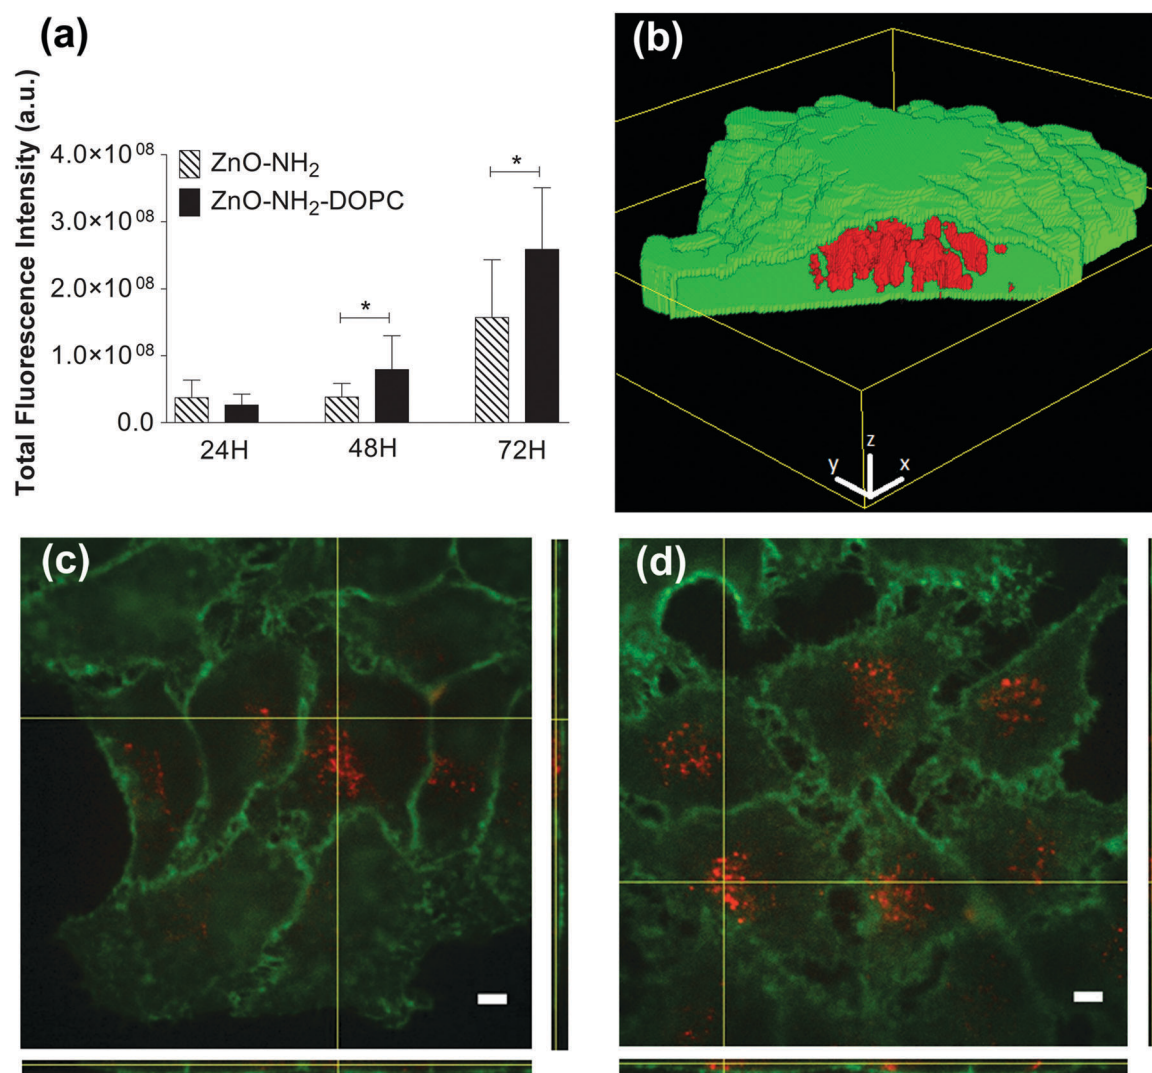 (a)
Total Fluorescence Intensity (a.u.)
4.0×10⁰⁸
3.0×10⁰⁸
2.0×10⁰⁸
1.0×10⁰⁸
0.0
ZnO-NH₂
ZnO-NH₂-DOPC
*
*
24H
48H
72H
(b)
z
y
x
(c)
(d)